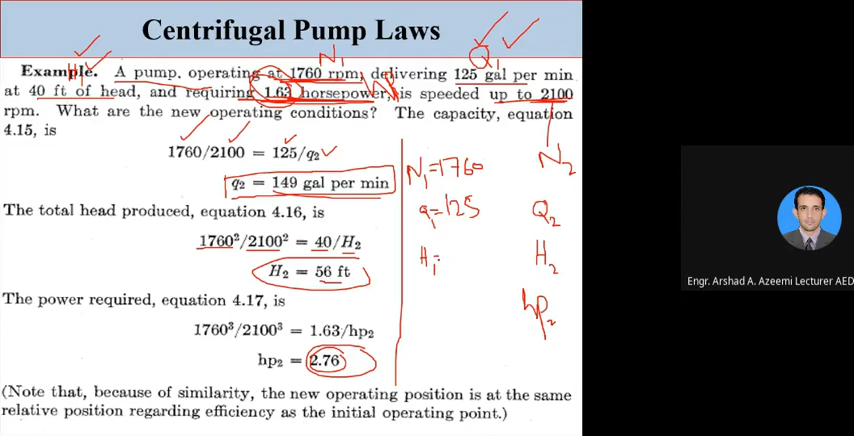 Centrifugal Pump Laws
N1
Q1
H1
Example. A pump, operating at 1760 rpm, delivering 125 gal per min
at 40 ft of head, and requiring 1.63 horsepower, is speeded up to 2100
rpm. What are the new operating conditions? The capacity, equation
4.15, is
1760/2100 = 125/q₂
q₂ = 149 gal per min
The total head produced, equation 4.16, is
1760²/2100² = 40/H₂
H₂ = 56 ft
The power required, equation 4.17, is
1760³/2100³ = 1.63/hp₂
hp₂ = 2.76
(Note that, because of similarity, the new operating position is at the same
relative position regarding efficiency as the initial operating point.)
N1=1760
q1=125
H1=
N2
Q2
H2
hp2
Engr. Arshad A. Azeemi Lecturer AED